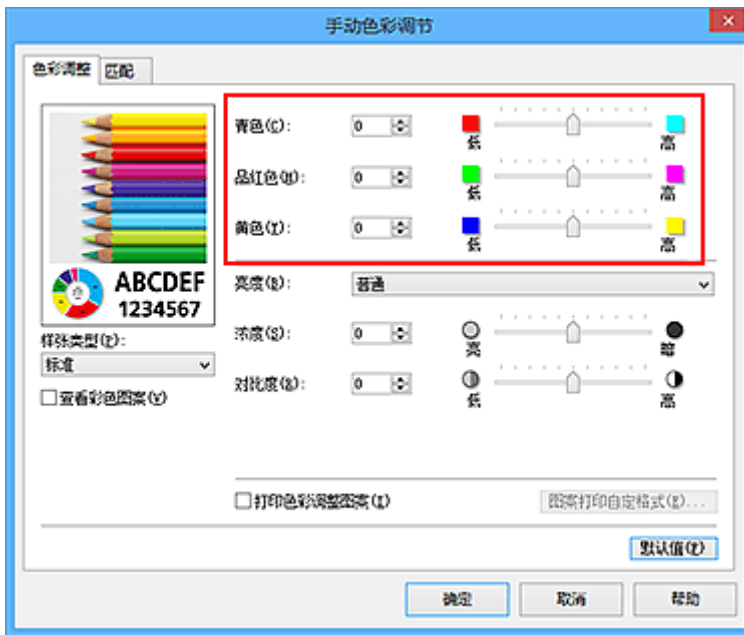 手动色彩调节
色彩调整 匹配
青色(C): 0 低 高
品红色(M): 0 低 高
黄色(Y): 0 低 高
ABCDEF
1234567
亮度(B): 普通
样张类型(P):
标准
浓度(S): 0 亮 暗
查看彩色图案(V)
对比度(R): 0 低 高
打印色彩调整图案(I) 图案打印自定格式(E)...
默认值(T)
确定 取消 帮助